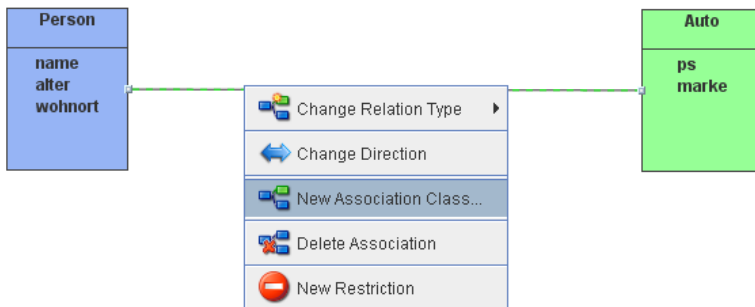 Person
name
alter
wohnort
Auto
ps
marke
Change Relation Type
Change Direction
New Association Class...
Delete Association
New Restriction